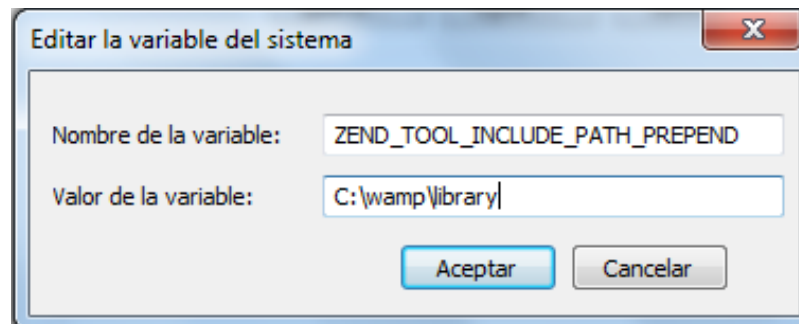 Editar la variable del sistema
Nombre de la variable: ZEND_TOOL_INCLUDE_PATH_PREPEND
Valor de la variable: C:\wamp\library
Aceptar Cancelar